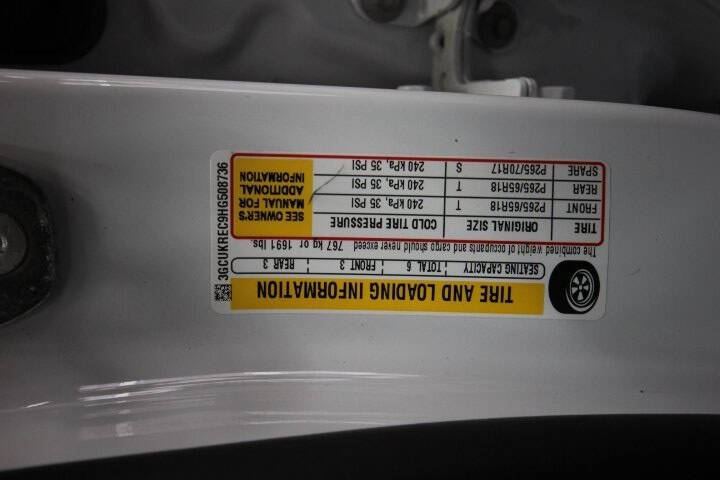 TIRE AND LOADING INFORMATION
SEATING CAPACITY TOTAL 6 FRONT 3 REAR 3
The combined weight of occupants and cargo should never exceed 767 kg or 1691 lbs.
TIRE ORIGINAL SIZE COLD TIRE PRESSURE
FRONT P265/65R18 T 240 kPa, 35 PSI
REAR P265/65R18 T 240 kPa, 35 PSI
SPARE P265/70R17 S 240 kPa, 35 PSI
SEE OWNER'S
MANUAL FOR
ADDITIONAL
INFORMATION
3GCUKREC9HG508736